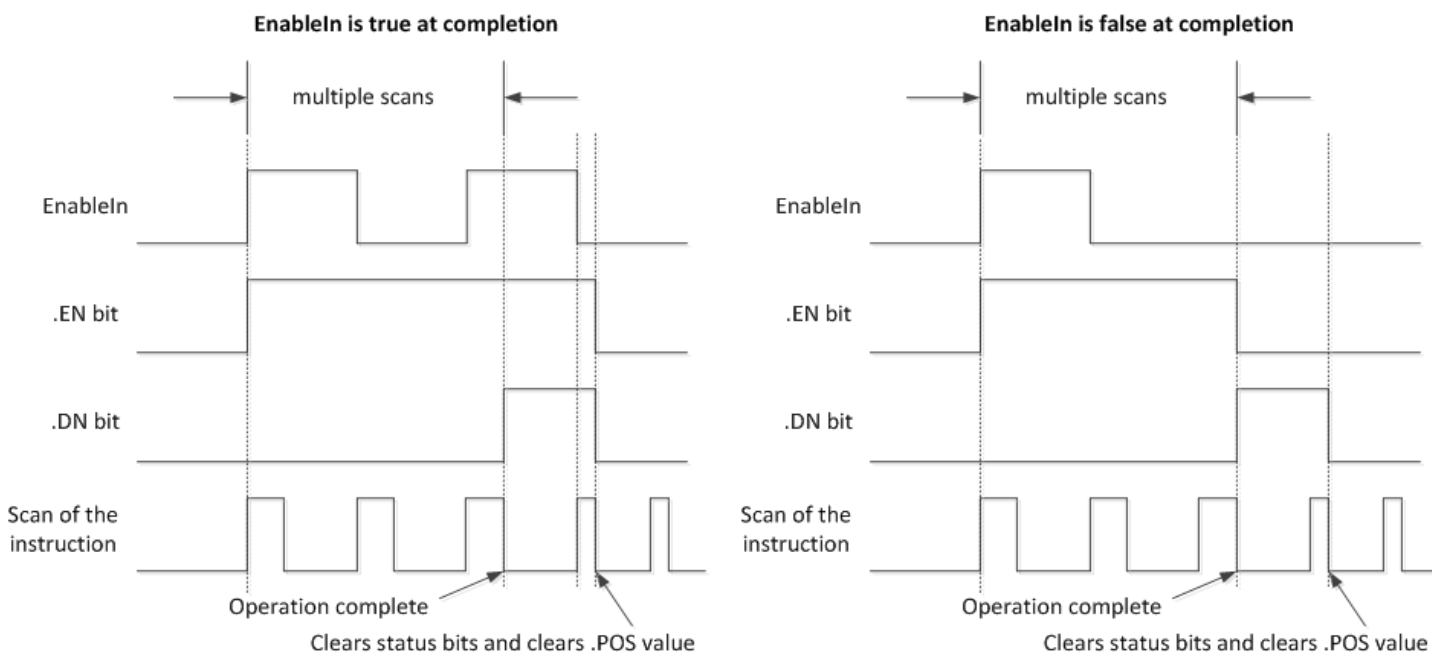 EnableIn is true at completion
multiple scans
EnableIn
.EN bit
.DN bit
Scan of the
instruction
Operation complete
Clears status bits and clears .POS value
EnableIn is false at completion
multiple scans
EnableIn
.EN bit
.DN bit
Scan of the
instruction
Operation complete
Clears status bits and clears .POS value